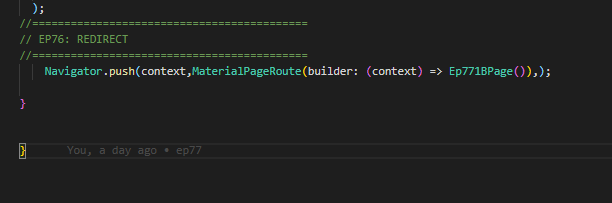 );
//==========================================
// EP76: REDIRECT
//==========================================
Navigator.push(context,MaterialPageRoute(builder: (context) => Ep771BPage()),);
}
} You, a day ago • ep77